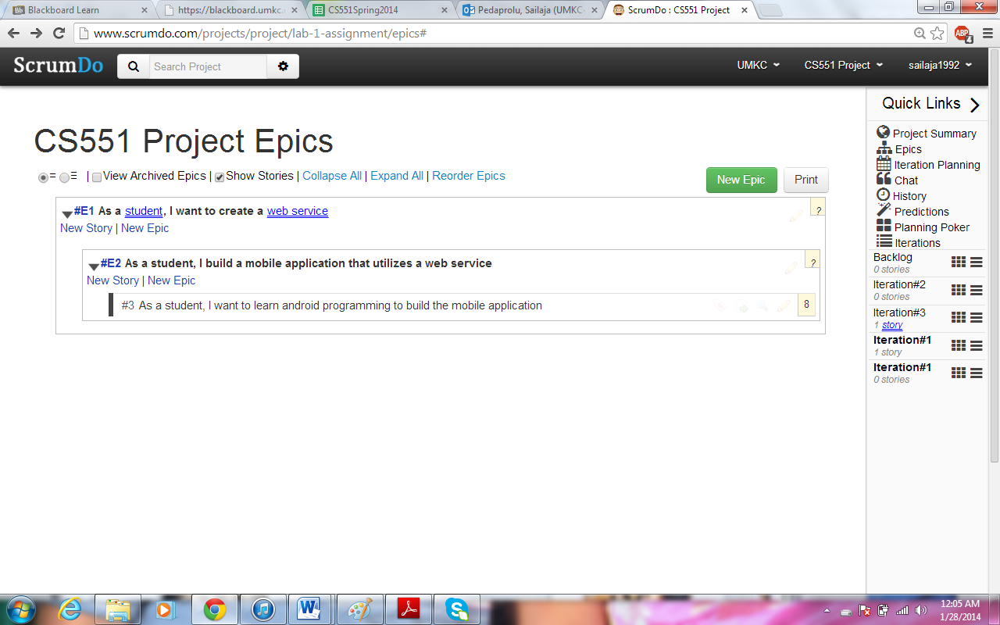 Blackboard Learn
https://blackboard.umkc.
CS551Spring2014
Pedaprolu, Sailaja (UMKC-
ScrumDo : CS551 Project
www.scrumdo.com/projects/project/lab-1-assignment/epics#
ABP 4
ScrumDo Search Project UMKC CS551 Project sailaja1992
Quick Links
CS551 Project Epics
| View Archived Epics | Show Stories | Collapse All | Expand All | Reorder Epics
New Epic Print
#E1 As a student, I want to create a web service ?
New Story | New Epic
#E2 As a student, I build a mobile application that utilizes a web service ?
New Story | New Epic
#3 As a student, I want to learn android programming to build the mobile application 8
Project Summary
Epics
Iteration Planning
Chat
History
Predictions
Planning Poker
Iterations
Backlog
0 stories
Iteration#2
0 stories
Iteration#3
1 story
Iteration#1
1 story
Iteration#1
0 stories
12:05 AM
1/28/2014